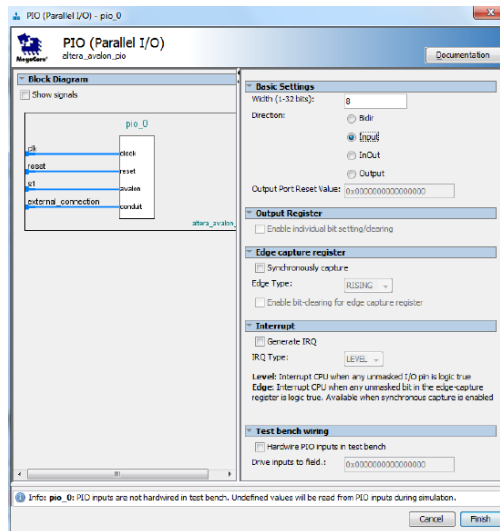 PIO (Parallel I/O) - pio_0
PIO (Parallel I/O)
altera_avalon_pio
MegaCore'
Documentation
Block Diagram
Show signals
pio_0
clk
clock
reset
reset
s1
avalon
external_connection
conduit
altera_avalon_
Basic Settings
Width (1-32 bits): 8
Direction:
Bidir
Input
InOut
Output
Output Port Reset Value: 0x0000000000000000
Output Register
Enable individual bit setting/clearing
Edge capture register
Synchronously capture
Edge Type: RISING
Enable bit-clearing for edge capture register
Interrupt
Generate IRQ
IRQ Type: LEVEL
Level: Interrupt CPU when any unmasked I/O pin is logic true
Edge: Interrupt CPU when any unmasked bit in the edge-capture
register is logic true. Available when synchronous capture is enabled
Test bench wiring
Hardwire PIO inputs in test bench
Drive inputs to field.: 0x0000000000000000
Info: pio_0: PIO inputs are not hardwired in test bench. Undefined values will be read from PIO inputs during simulation.
Cancel
Finish